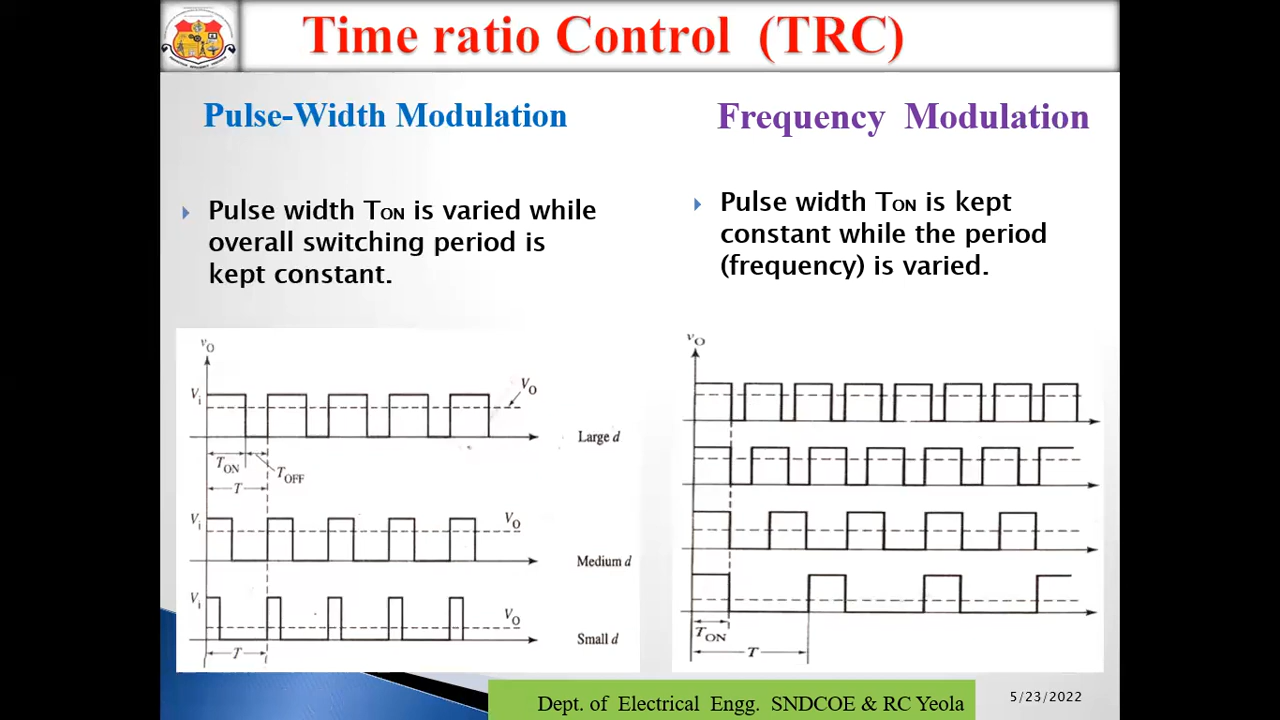 Time ratio Control (TRC)
Pulse-Width Modulation
Pulse width TON is varied while
overall switching period is
kept constant.
vO
Vi
VO
Large d
TON
TOFF
T
Vi
VO
Medium d
Vi
VO
Small d
T
Frequency Modulation
Pulse width TON is kept
constant while the period
(frequency) is varied.
vO
TON
T
Dept. of Electrical Engg. SNDCOE & RC Yeola
5/23/2022